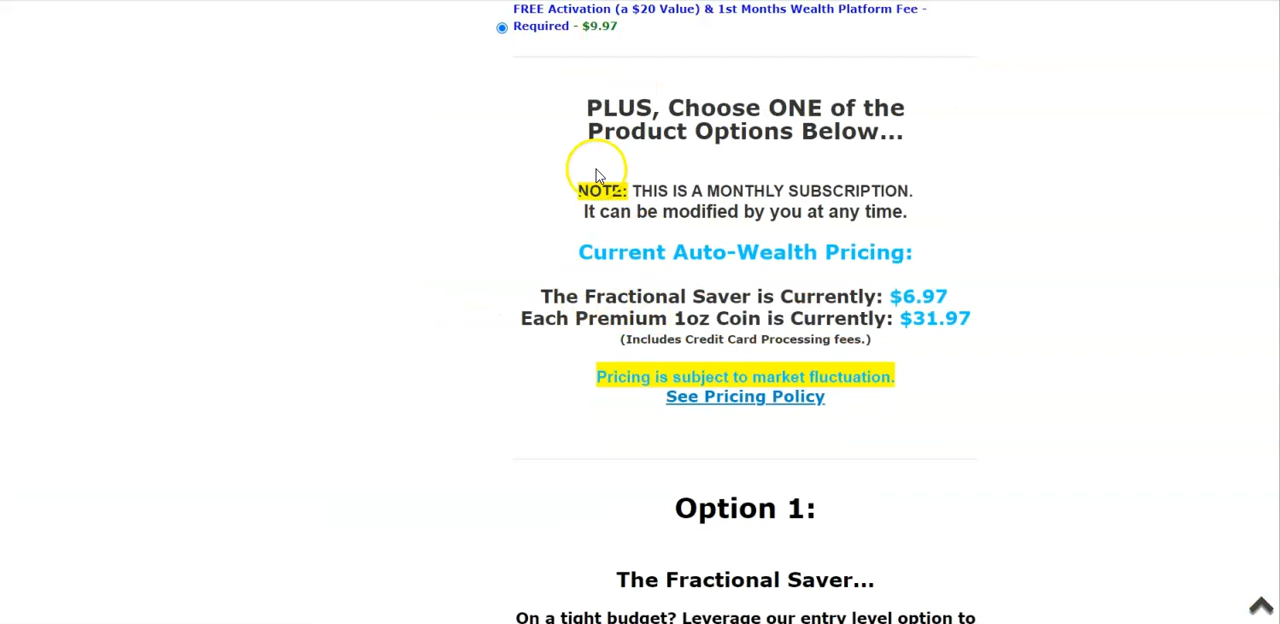 FREE Activation (a $20 Value) & 1st Months Wealth Platform Fee -
Required - $9.97
PLUS, Choose ONE of the
Product Options Below...
NOTE: THIS IS A MONTHLY SUBSCRIPTION.
It can be modified by you at any time.
Current Auto-Wealth Pricing:
The Fractional Saver is Currently: $6.97
Each Premium 1oz Coin is Currently: $31.97
(Includes Credit Card Processing fees.)
Pricing is subject to market fluctuation.
See Pricing Policy
Option 1:
The Fractional Saver...
On a tight budget? Leverage our entry level option to